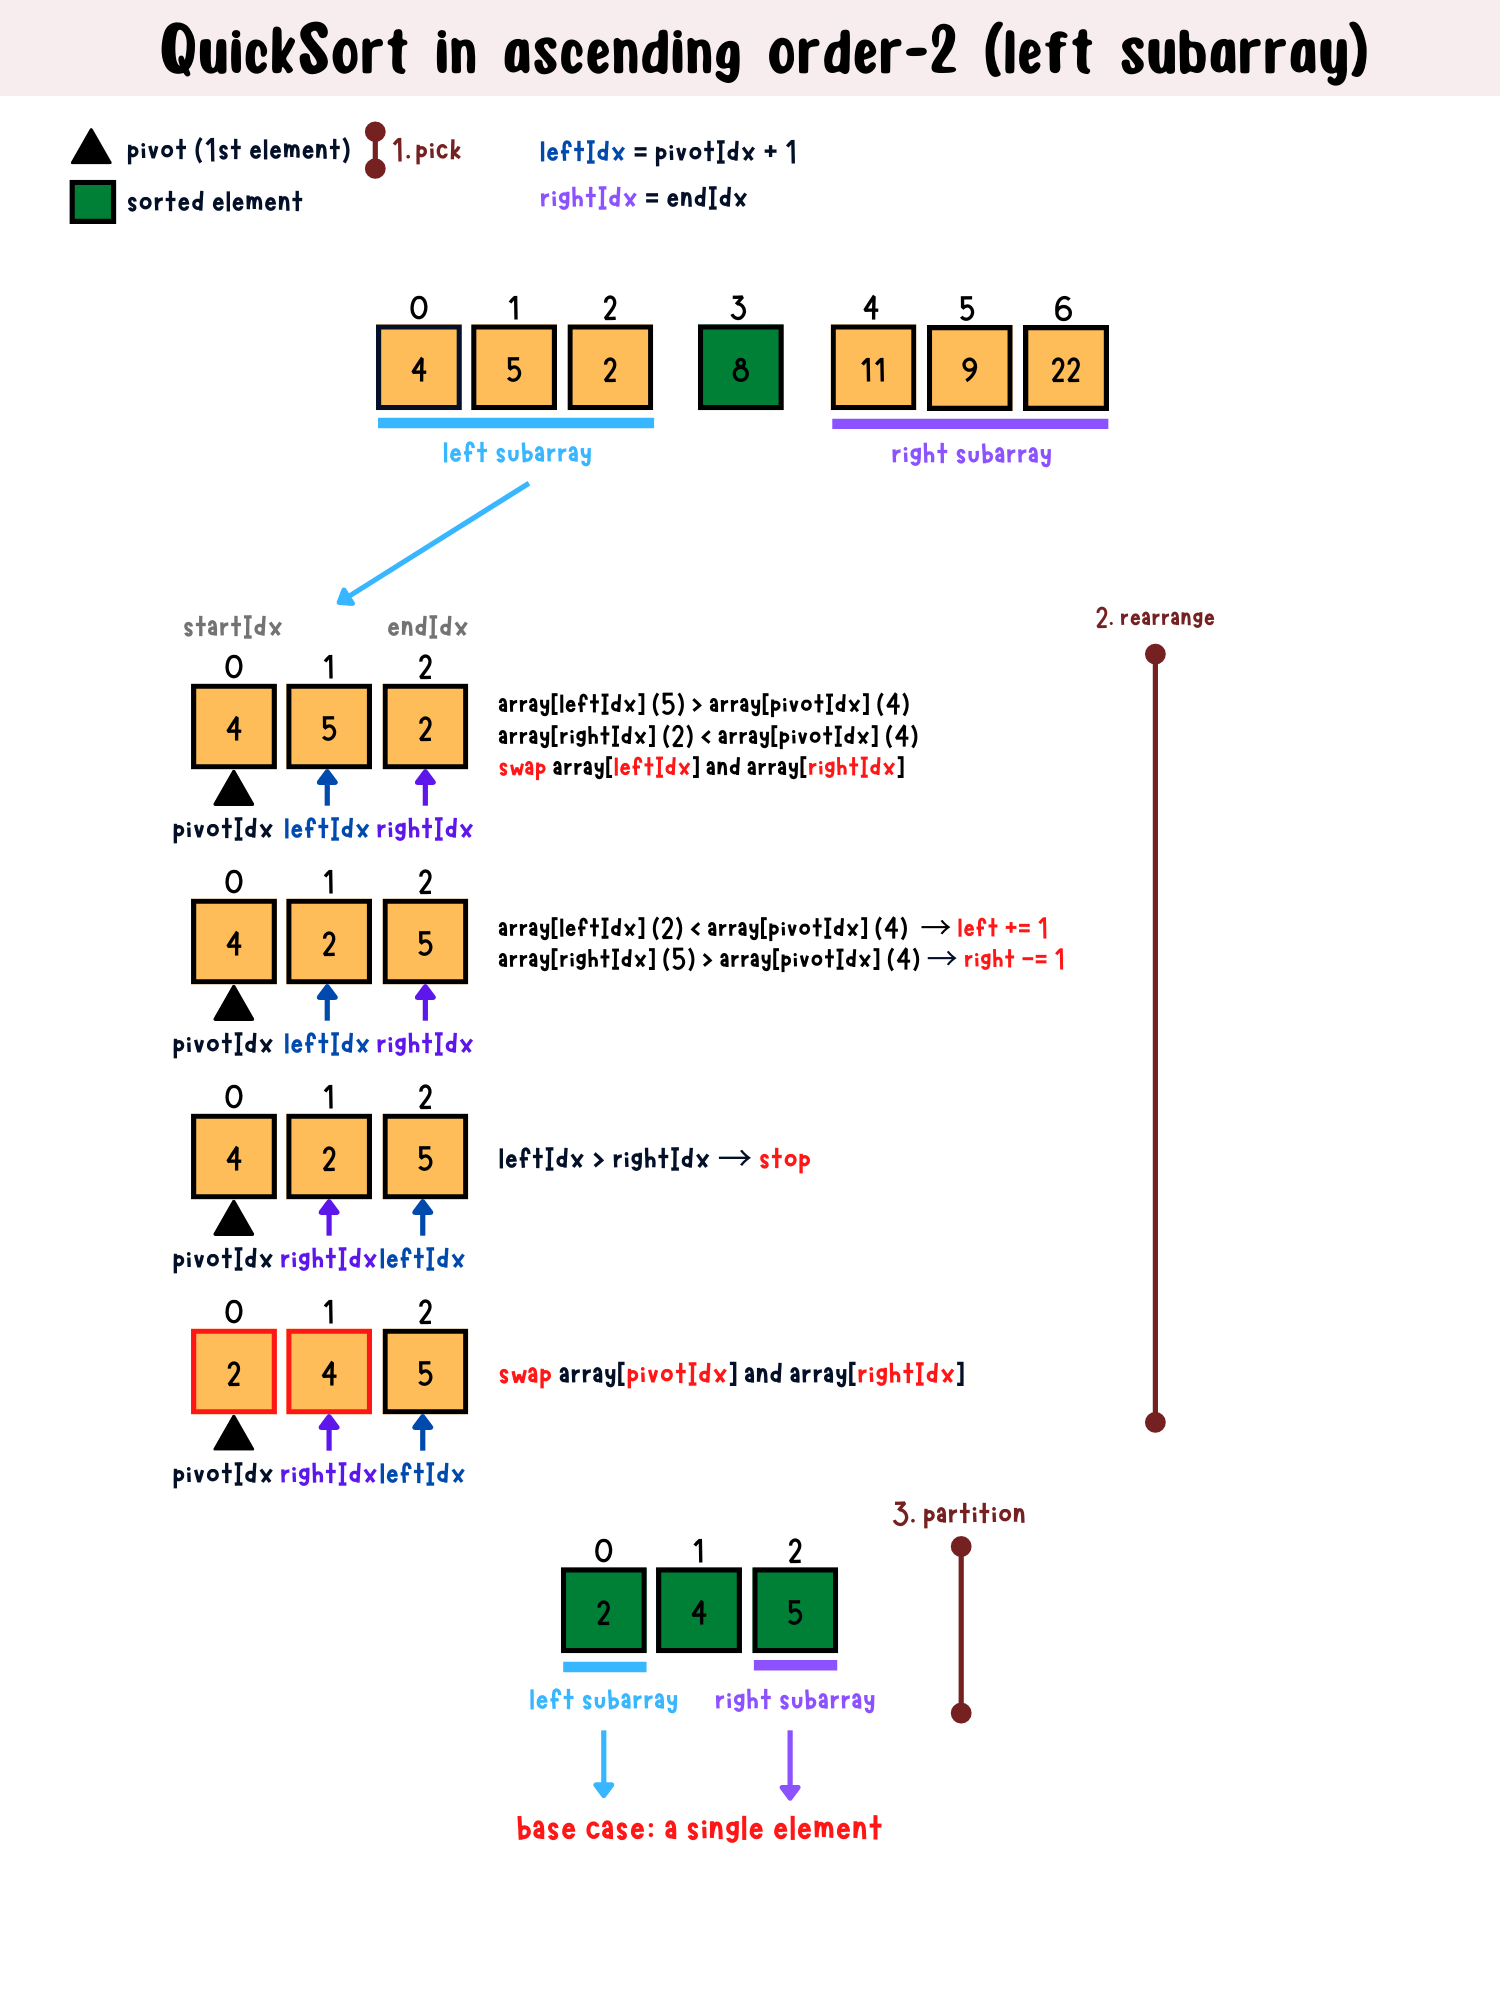 QuickSort in ascending order-2 (left subarray)
pivot (1st element) 1. pick
sorted element
leftIdx = pivotIdx + 1
rightIdx = endIdx
0 1 2 3 4 5 6
4 5 2 8 11 9 22
left subarray right subarray
startIdx endIdx
2. rearrange
0 1 2
4 5 2
array[leftIdx] (5) > array[pivotIdx] (4)
array[rightIdx] (2) < array[pivotIdx] (4)
swap array[leftIdx] and array[rightIdx]
pivotIdx leftIdx rightIdx
0 1 2
4 2 5
array[leftIdx] (2) < array[pivotIdx] (4) → left += 1
array[rightIdx] (5) > array[pivotIdx] (4) → right -= 1
pivotIdx leftIdx rightIdx
0 1 2
4 2 5
leftIdx > rightIdx → stop
pivotIdx rightIdx leftIdx
0 1 2
2 4 5
swap array[pivotIdx] and array[rightIdx]
pivotIdx rightIdx leftIdx
3. partition
0 1 2
2 4 5
left subarray right subarray
base case: a single element